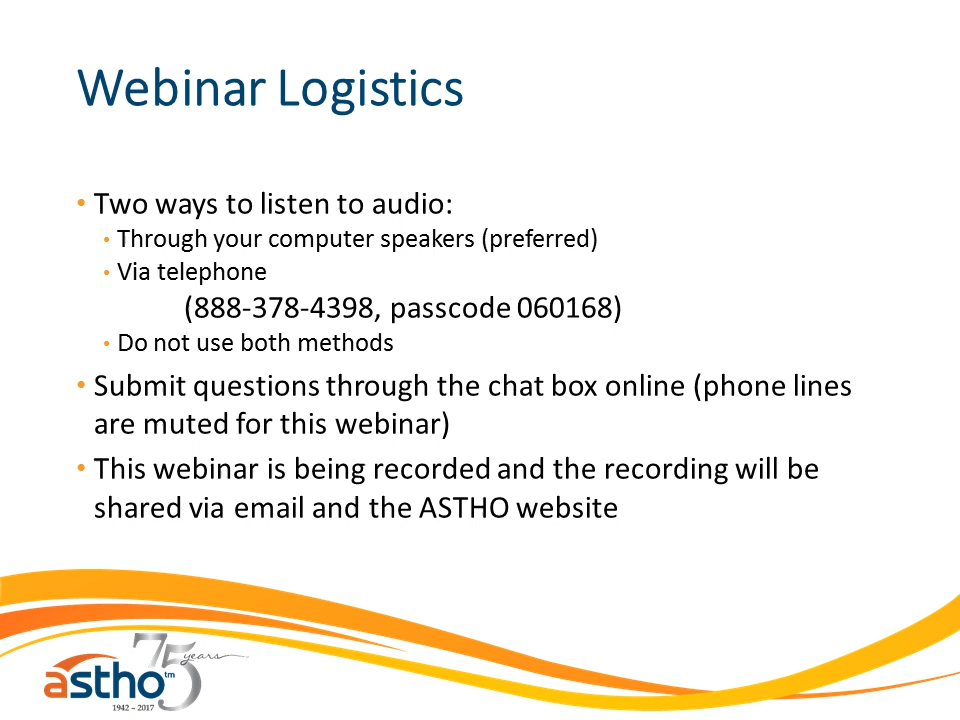 Webinar Logistics
• Two ways to listen to audio:
• Through your computer speakers (preferred)
• Via telephone
(888-378-4398, passcode 060168)
• Do not use both methods
• Submit questions through the chat box online (phone lines
are muted for this webinar)
• This webinar is being recorded and the recording will be
shared via email and the ASTHO website
75 years
astho™
1942 – 2017